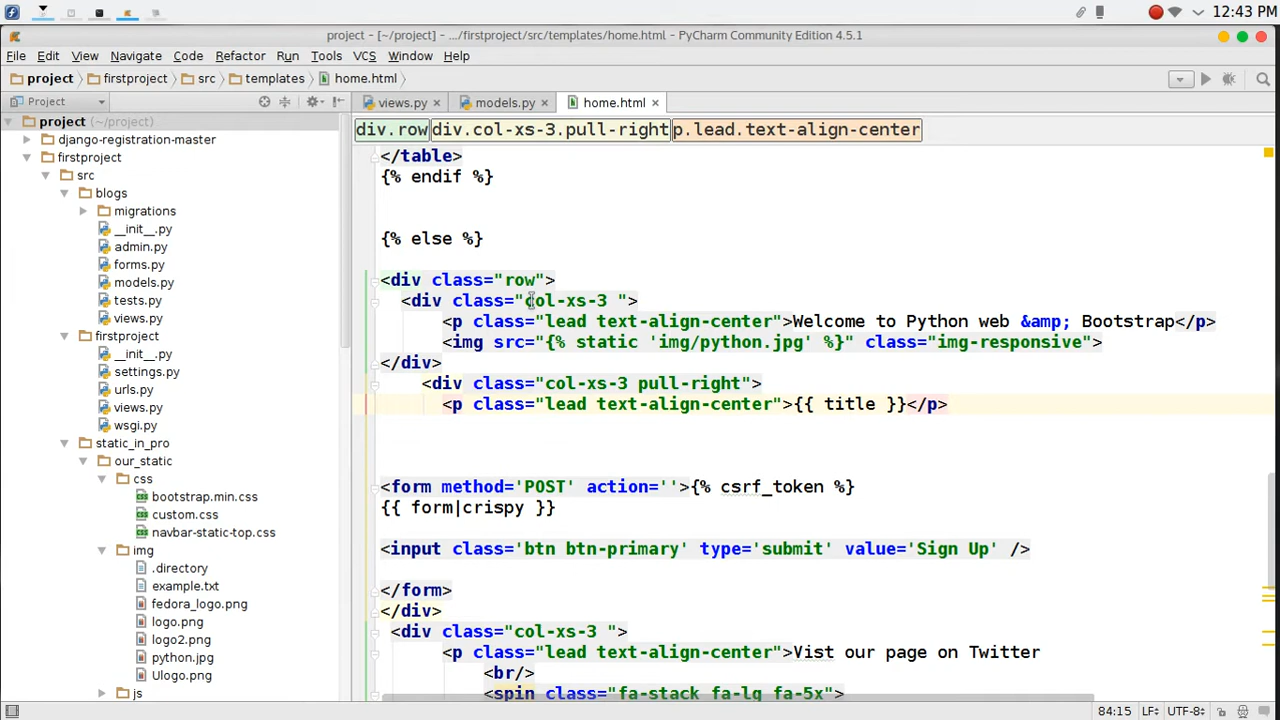 12:43 PM
project - [~/project] - .../firstproject/src/templates/home.html - PyCharm Community Edition 4.5.1
File Edit View Navigate Code Refactor Run Tools VCS Window Help
project firstproject src templates home.html
Project views.py models.py home.html
project (~/project)
django-registration-master
firstproject
src
blogs
migrations
__init__.py
admin.py
forms.py
models.py
tests.py
views.py
firstproject
__init__.py
settings.py
urls.py
views.py
wsgi.py
static_in_pro
our_static
css
bootstrap.min.css
custom.css
navbar-static-top.css
img
.directory
example.txt
fedora_logo.png
logo.png
logo2.png
python.jpg
Ulogo.png
js
div.row div.col-xs-3.pull-right p.lead.text-align-center
</table>
{% endif %}
{% else %}
<div class="row">
<div class="col-xs-3 ">
<p class="lead text-align-center">Welcome to Python web &amp; Bootstrap</p>
<img src="{% static 'img/python.jpg' %}" class="img-responsive">
</div>
<div class="col-xs-3 pull-right">
<p class="lead text-align-center">{{ title }}</p>
<form method='POST' action=''>{% csrf_token %}
{{ form|crispy }}
<input class='btn btn-primary' type='submit' value='Sign Up' />
</form>
</div>
<div class="col-xs-3 ">
<p class="lead text-align-center">Vist our page on Twitter
<br/>
<spin class="fa-stack fa-lg fa-5x">
84:15 LF÷ UTF-8÷